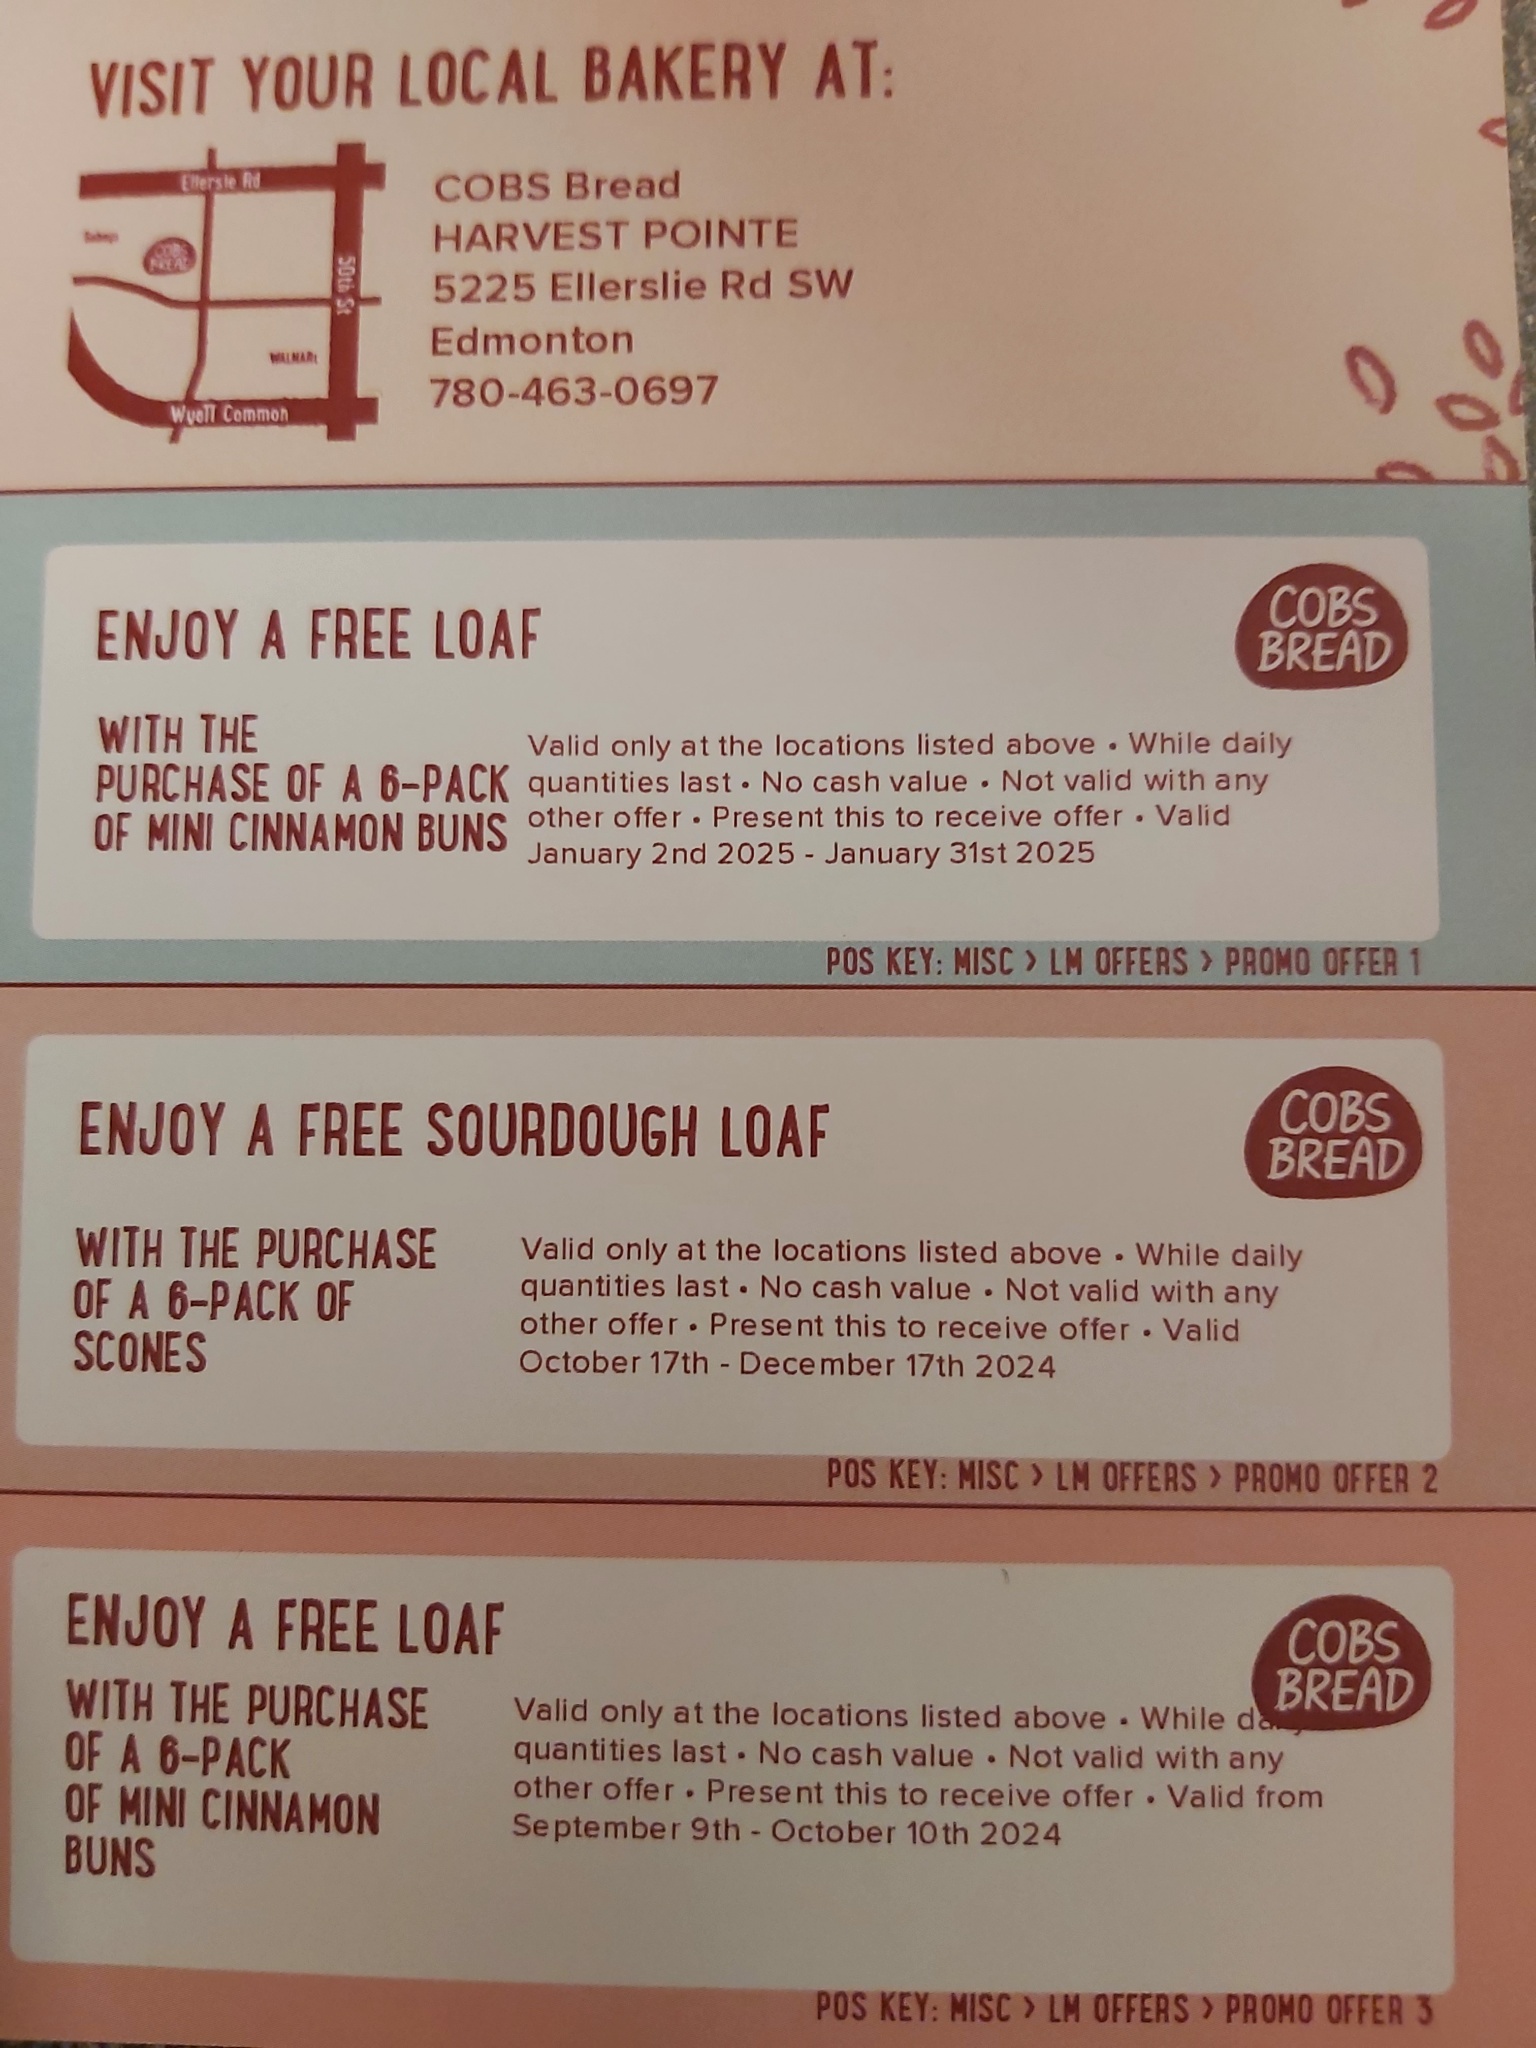 VISIT YOUR LOCAL BAKERY AT:
Ellerslie Rd
Sobeys
COBS
BREAD
50th St
WALMART
Wyatt Common
COBS Bread
HARVEST POINTE
5225 Ellerslie Rd SW
Edmonton
780-463-0697
ENJOY A FREE LOAF
COBS
BREAD
WITH THE
PURCHASE OF A 6-PACK
OF MINI CINNAMON BUNS
Valid only at the locations listed above • While daily
quantities last • No cash value • Not valid with any
other offer • Present this to receive offer • Valid
January 2nd 2025 - January 31st 2025
POS KEY: MISC > LM OFFERS > PROMO OFFER 1
ENJOY A FREE SOURDOUGH LOAF
COBS
BREAD
WITH THE PURCHASE
OF A 6-PACK OF
SCONES
Valid only at the locations listed above • While daily
quantities last • No cash value • Not valid with any
other offer • Present this to receive offer • Valid
October 17th - December 17th 2024
POS KEY: MISC > LM OFFERS > PROMO OFFER 2
ENJOY A FREE LOAF
COBS
BREAD
WITH THE PURCHASE
OF A 6-PACK
OF MINI CINNAMON
BUNS
Valid only at the locations listed above • While daily
quantities last • No cash value • Not valid with any
other offer • Present this to receive offer • Valid from
September 9th - October 10th 2024
POS KEY: MISC > LM OFFERS > PROMO OFFER 3